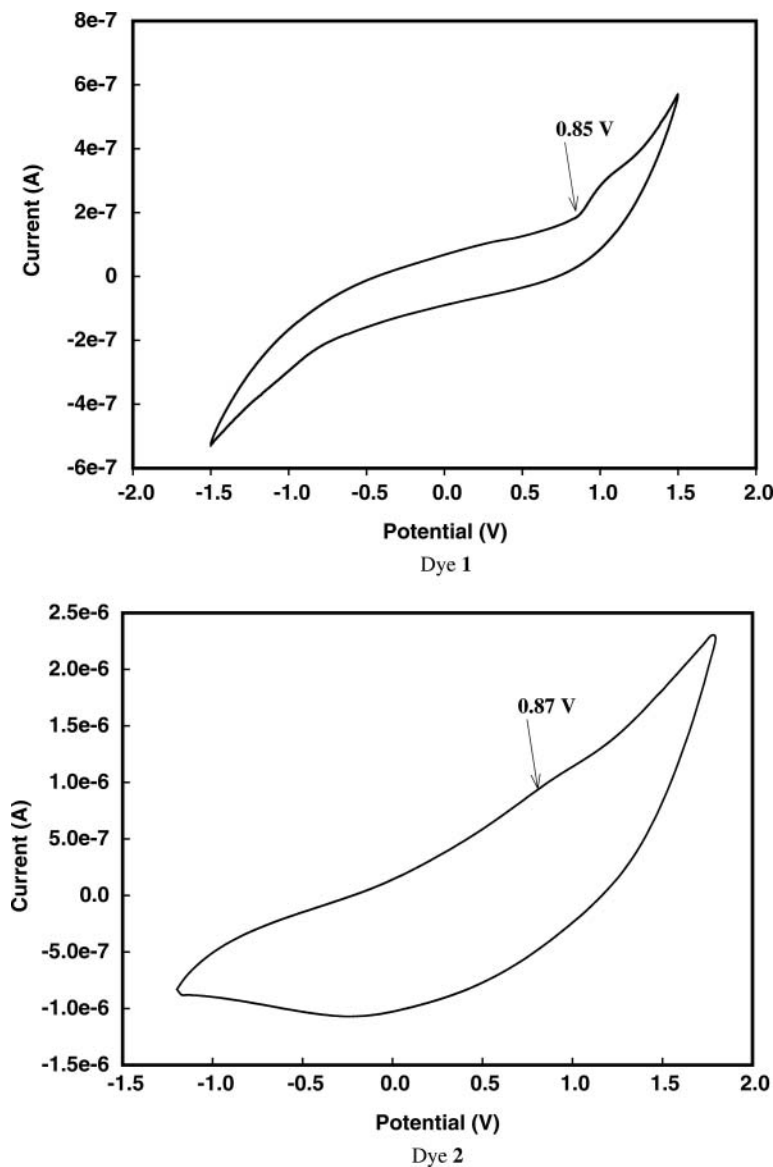 8e-7
6e-7
4e-7
2e-7
0
-2e-7
-4e-7
-6e-7
0.85 V
Current (A)
-2.0 -1.5 -1.0 -0.5 0.0 0.5 1.0 1.5 2.0
Potential (V)
Dye 1
2.5e-6
2.0e-6
1.5e-6
1.0e-6
5.0e-7
0.0
-5.0e-7
-1.0e-6
-1.5e-6
0.87 V
Current (A)
-1.5 -1.0 -0.5 0.0 0.5 1.0 1.5 2.0
Potential (V)
Dye 2